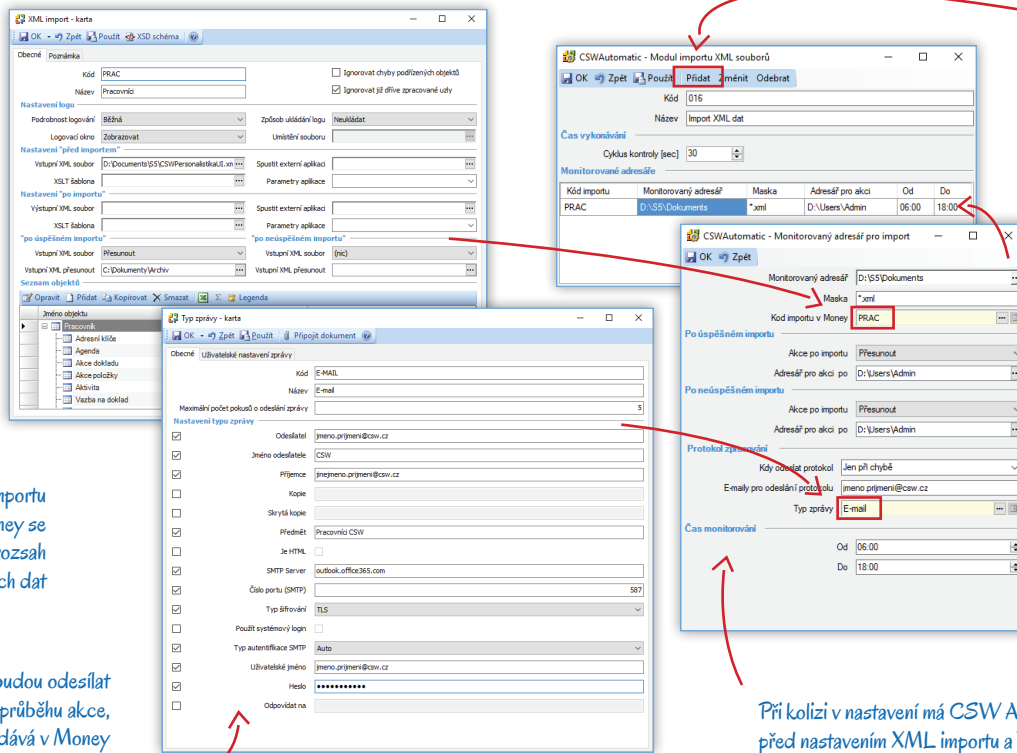 XML import - karta
OK Zpět Použít XSD schéma
Obecné Poznámka
Kód PRAC
Ignorovat chyby podřízených objektů
Název Pracovníci
Ignorovat již dříve zpracované uzly
Nastavení logu
Podrobnost logování Běžná
Způsob ukládání logu Neukládat
Logovací okno Zobrazovat
Umístění souboru
Nastavení "před importem"
Vstupní XML soubor D:\Documents\S5\CSWPersonalistikaUI.xn
Spustit externí aplikaci
XSLT šablona
Parametry aplikace
Nastavení "po importu"
Výstupní XML soubor
Spustit externí aplikaci
XSLT šablona
Parametry aplikace
"po úspěšném importu"
"po neúspěšném importu"
Vstupní XML soubor Přesunout
Vstupní XML soubor (nic)
Vstupní XML přesunout C:\Dokumenty\Archiv
Vstupní XML přesunout
Seznam objektů
Opravit Přidat Kopírovat Smazat Σ Legenda
Jméno objektu
Pracovník
Adresní klíče
Agenda
Akce dokladu
Akce položky
Aktivita
Vazba na doklad
Typ zprávy - karta
OK Zpět Použít Připojit dokument
Obecné Uživatelské nastavení zprávy
Kód E-MAIL
Název E-mail
Maximální počet pokusů o odeslání zprávy 5
Nastavení typu zprávy
Odesílatel jmeno.prijmeni@csw.cz
Jméno odesílatele CSW
Příjemce jinejmeno.prijmeni@csw.cz
Kopie
Skrytá kopie
Předmět Pracovníci CSW
Je HTML
SMTP Server outlook.office365.com
Číslo portu (SMTP) 587
Typ šifrování TLS
Použít systémový login
Typ autentifikace SMTP Auto
Uživatelské jméno jmeno.prijmeni@csw.cz
Heslo •••••••••••
Odpovídat na
CSWAutomatic - Modul importu XML souborů
OK Zpět Použít Přidat Změnit Odebrat
Kód 016
Název Import XML dat
Čas vykonávání
Cyklus kontroly [sec] 30
Monitorované adresáře
Kód importu Monitorovaný adresář Maska Adresář pro akci Od Do
PRAC D:\S5\Dokuments *.xml D:\Users\Admin 06:00 18:00
CSWAutomatic - Monitorovaný adresář pro import
OK Zpět
Monitorovaný adresář D:\S5\Dokuments
Maska *.xml
Kod importu v Money PRAC
Po úspěšném importu
Akce po importu Přesunout
Adresář pro akci po D:\Users\Admin
Po neúspěšném importu
Akce po importu Přesunout
Adresář pro akci po D:\Users\Admin
Protokol zpracování
Kdy odeslat protokol Jen při chybě
E-maily pro odeslání protokolu jmeno.prijmeni@csw.cz
Typ zprávy E-mail
Čas monitorování
Od 06:00
Do 18:00
mportu
ney se
rozsah
ch dat
oudou odesílat
průběhu akce,
dává v Money
Při kolizi v nastavení má CSW A
před nastavením XML importu a